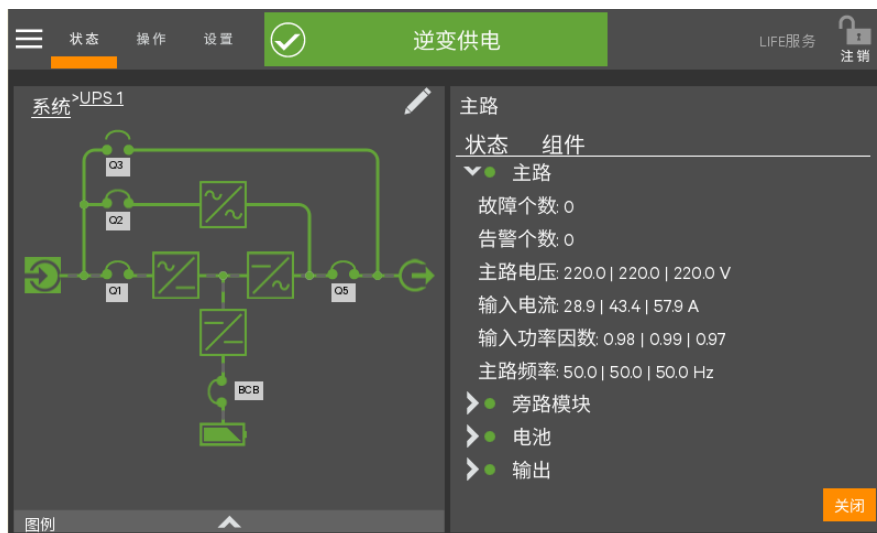 状态 操作 设置 逆变供电 LIFE服务 注销
系统>UPS 1
Q3
Q2
Q1
Q5
BCB
图例
主路
状态 组件
主路
故障个数: 0
告警个数: 0
主路电压: 220.0 | 220.0 | 220.0 V
输入电流: 28.9 | 43.4 | 57.9 A
输入功率因数: 0.98 | 0.99 | 0.97
主路频率: 50.0 | 50.0 | 50.0 Hz
旁路模块
电池
输出
关闭